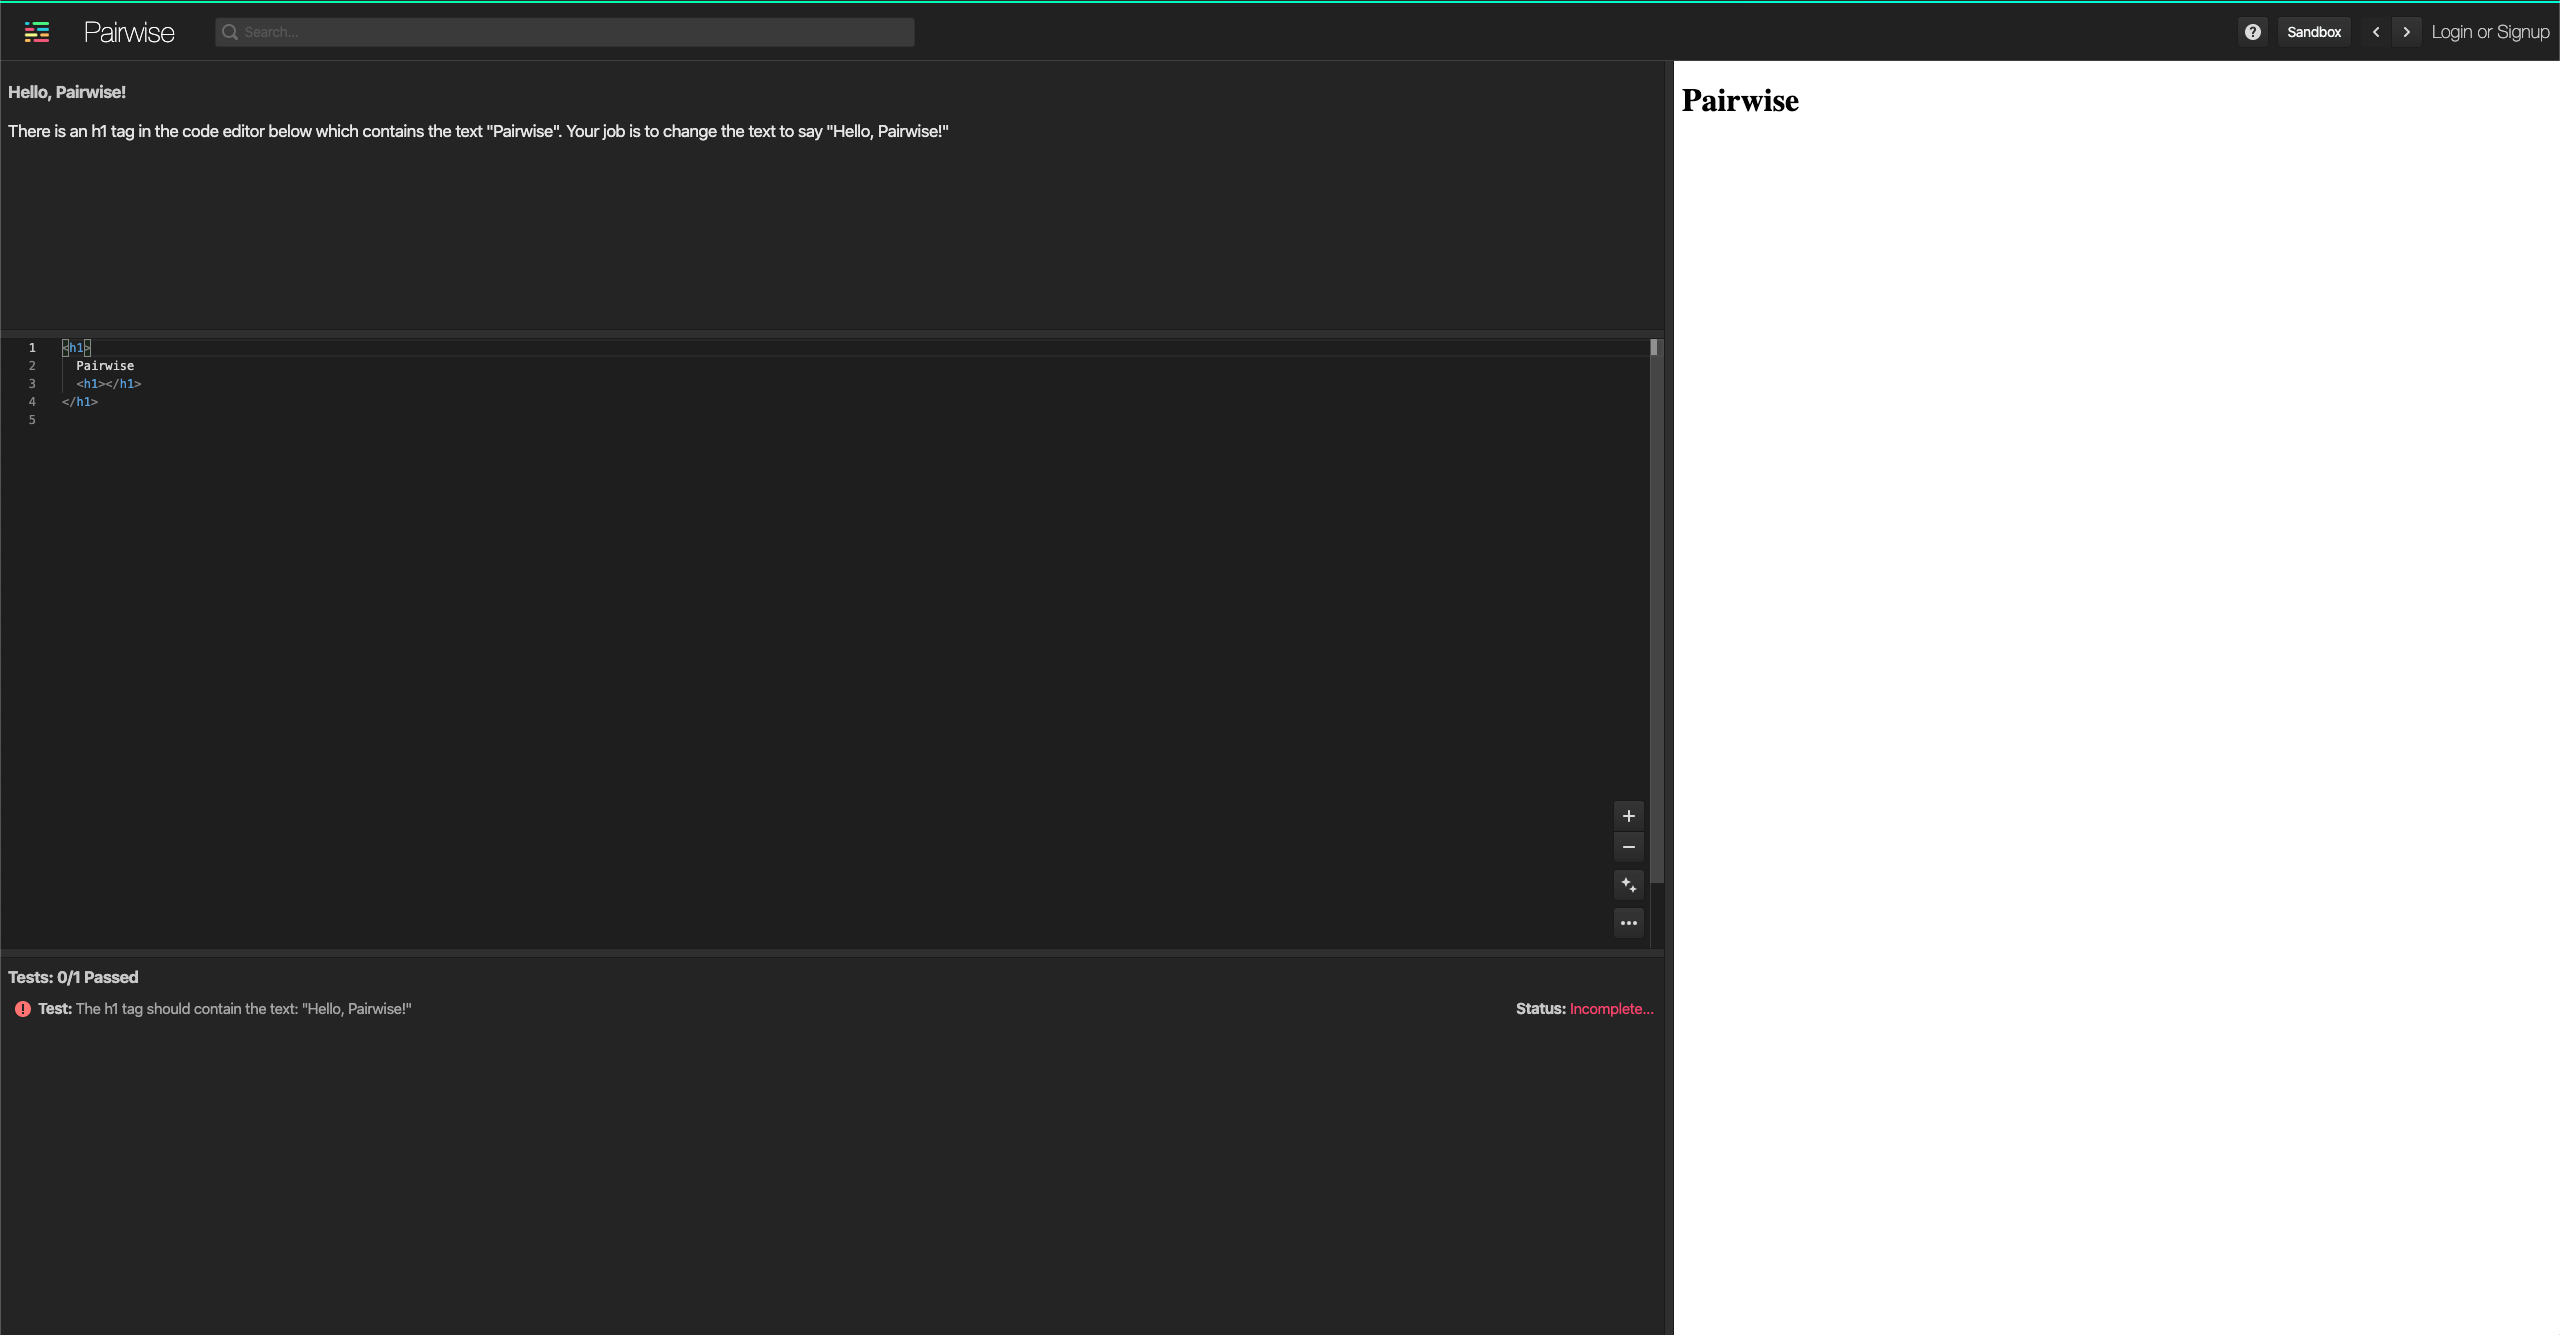 Pairwise
Search...
Sandbox
Login or Signup
Hello, Pairwise!
There is an h1 tag in the code editor below which contains the text "Pairwise". Your job is to change the text to say "Hello, Pairwise!"
1 <h1>
2 Pairwise
3 <h1></h1>
4 </h1>
5
Tests: 0/1 Passed
Test: The h1 tag should contain the text: "Hello, Pairwise!"
Status: Incomplete...
Pairwise